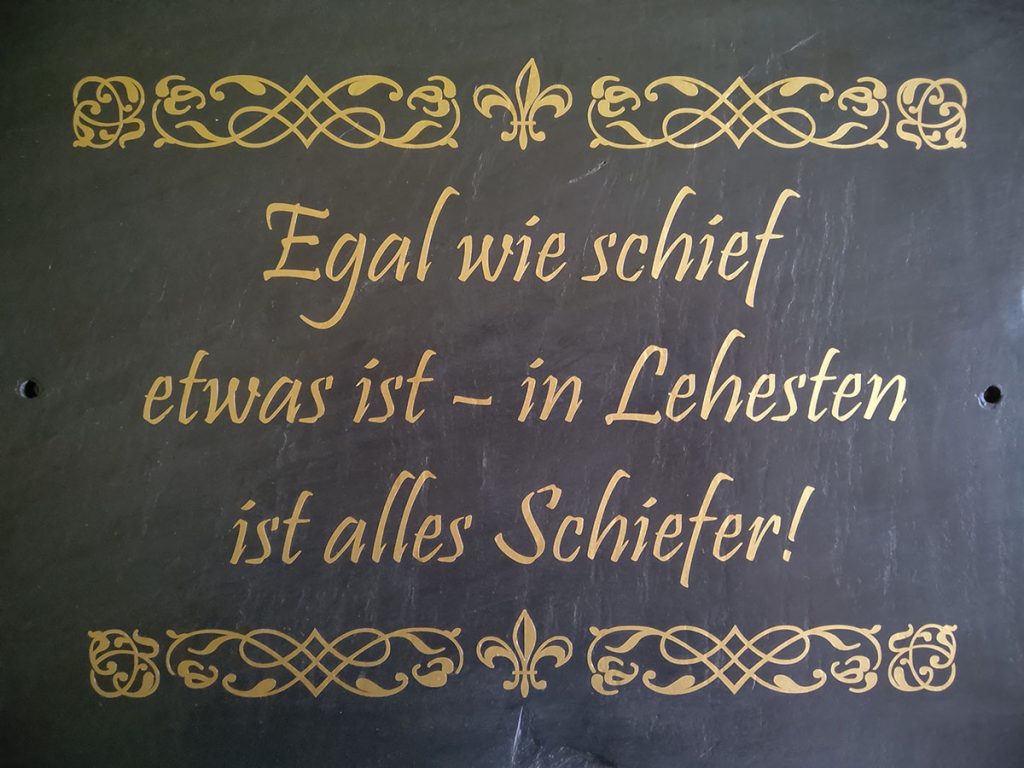 Egal wie schief
etwas ist – in Lehesten
ist alles Schiefer!